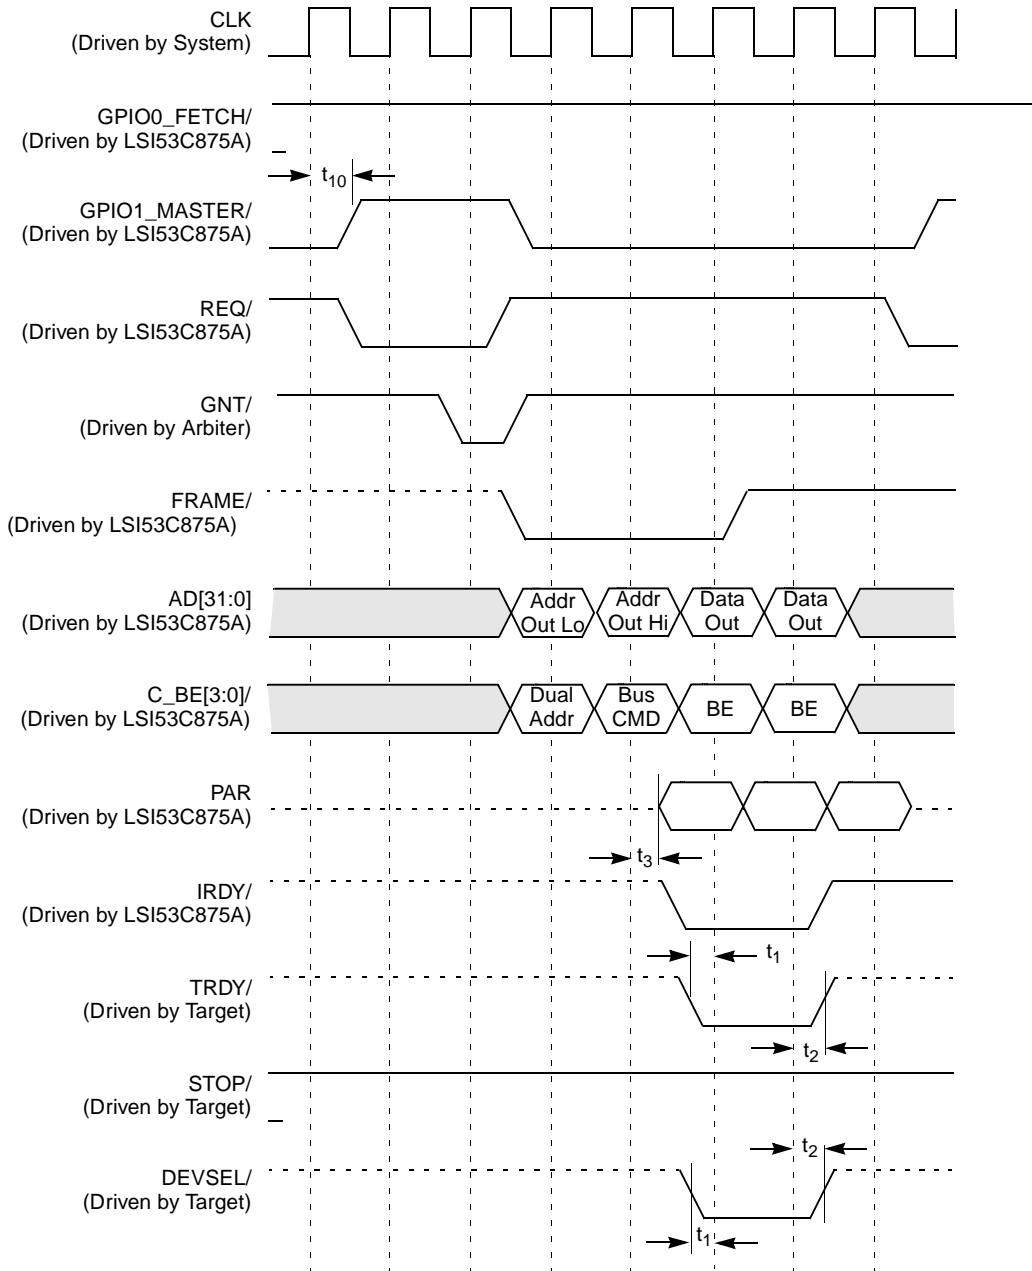 CLK
(Driven by System)
GPIO0_FETCH/
(Driven by LSI53C875A)
t10
GPIO1_MASTER/
(Driven by LSI53C875A)
REQ/
(Driven by LSI53C875A)
GNT/
(Driven by Arbiter)
FRAME/
(Driven by LSI53C875A)
AD[31:0]
(Driven by LSI53C875A)
Addr
Out Lo
Addr
Out Hi
Data
Out
Data
Out
C_BE[3:0]/
(Driven by LSI53C875A)
Dual
Addr
Bus
CMD
BE
BE
PAR
(Driven by LSI53C875A)
t3
IRDY/
(Driven by LSI53C875A)
t1
TRDY/
(Driven by Target)
t2
STOP/
(Driven by Target)
t2
DEVSEL/
(Driven by Target)
t1